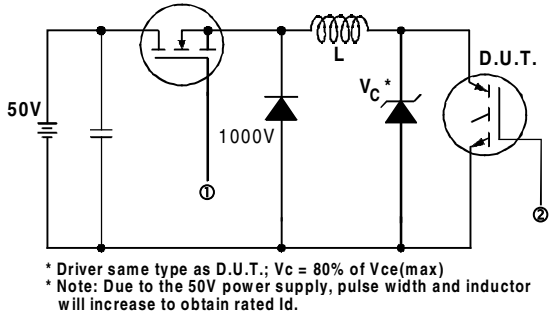 L
D.U.T.
VC *
50V
1000V
①
②
* Driver same type as D.U.T.; Vc = 80% of Vce(max)
* Note: Due to the 50V power supply, pulse width and inductor
will increase to obtain rated Id.